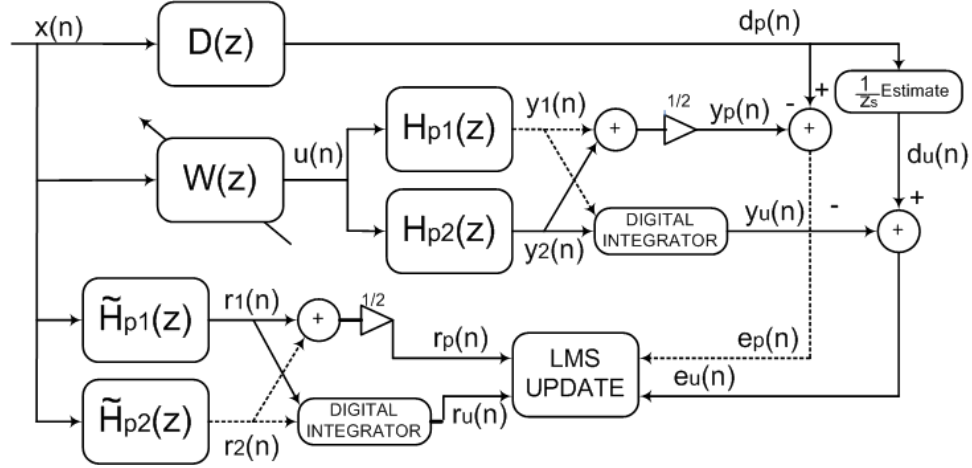 x(n)
D(z)
dp(n)
1/Zs Estimate
du(n)
W(z)
u(n)
Hp1(z)
y1(n)
+
1/2
yp(n)
-
+
+
Hp2(z)
y2(n)
DIGITAL
INTEGRATOR
yu(n)
-
+
+
H̃p1(z)
r1(n)
+
1/2
rp(n)
LMS
UPDATE
ep(n)
eu(n)
H̃p2(z)
r2(n)
DIGITAL
INTEGRATOR
ru(n)